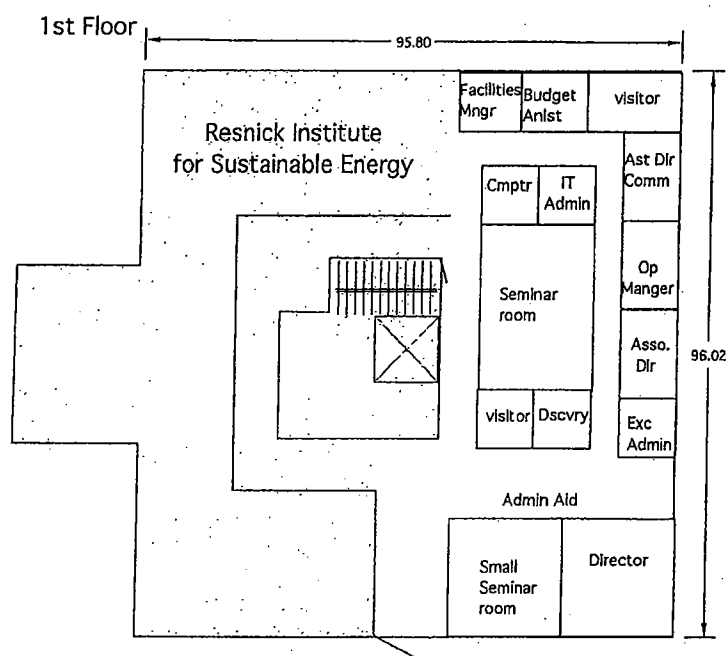 1st Floor
95.80
Facilities
Mngr
Budget
Anlst
visitor
Resnick Institute
for Sustainable Energy
Ast Dir
Comm
Cmptr
IT
Admin
Op
Manger
Seminar
room
Asso.
Dir
96.02
visitor
Dscvry
Exc
Admin
Admin Aid
Small
Seminar
room
Director